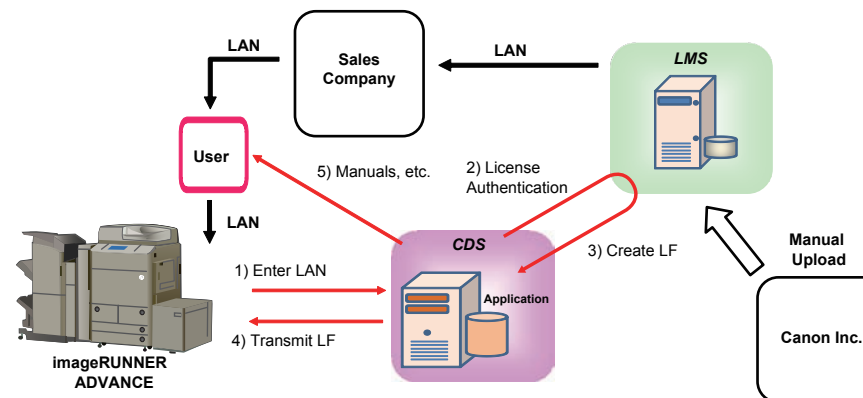 LAN
Sales
Company
LAN
LMS
User
5) Manuals, etc.
2) License
Authentication
LAN
CDS
3) Create LF
Manual
Upload
1) Enter LAN
Application
4) Transmit LF
Canon Inc.
imageRUNNER
ADVANCE